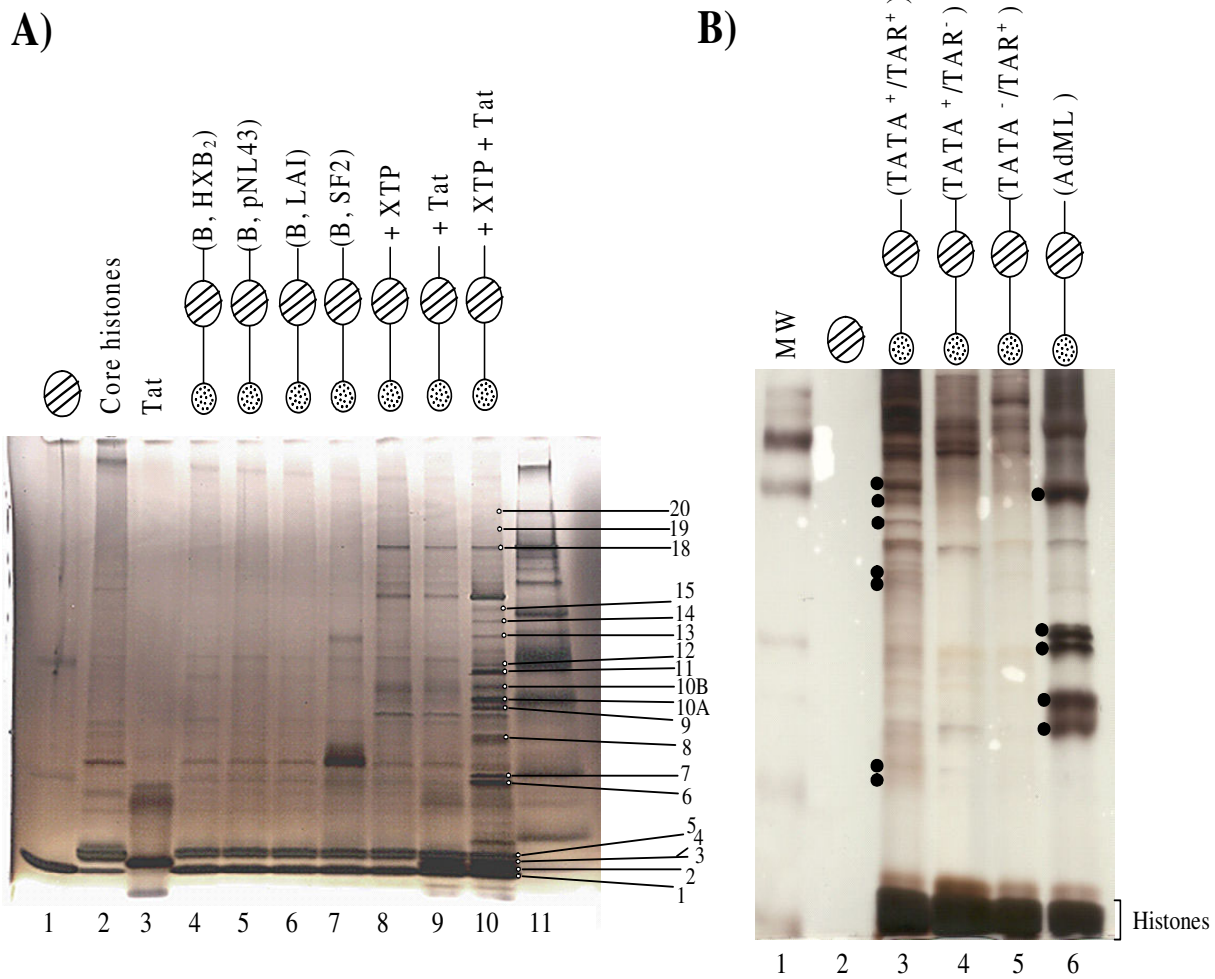 A)
Core histones
Tat
(B, HXB₂)
(B, pNL43)
(B, LAI)
(B, SF2)
+ XTP
+ Tat
+ XTP + Tat
20
19
18
15
14
13
12
11
10B
10A
9
8
7
6
5
4
3
2
1
1 2 3 4 5 6 7 8 9 10 11
B)
MW
(TATA⁺/TAR⁺)
(TATA⁺/TAR⁻)
(TATA⁻/TAR⁺)
(AdML)
Histones
1 2 3 4 5 6